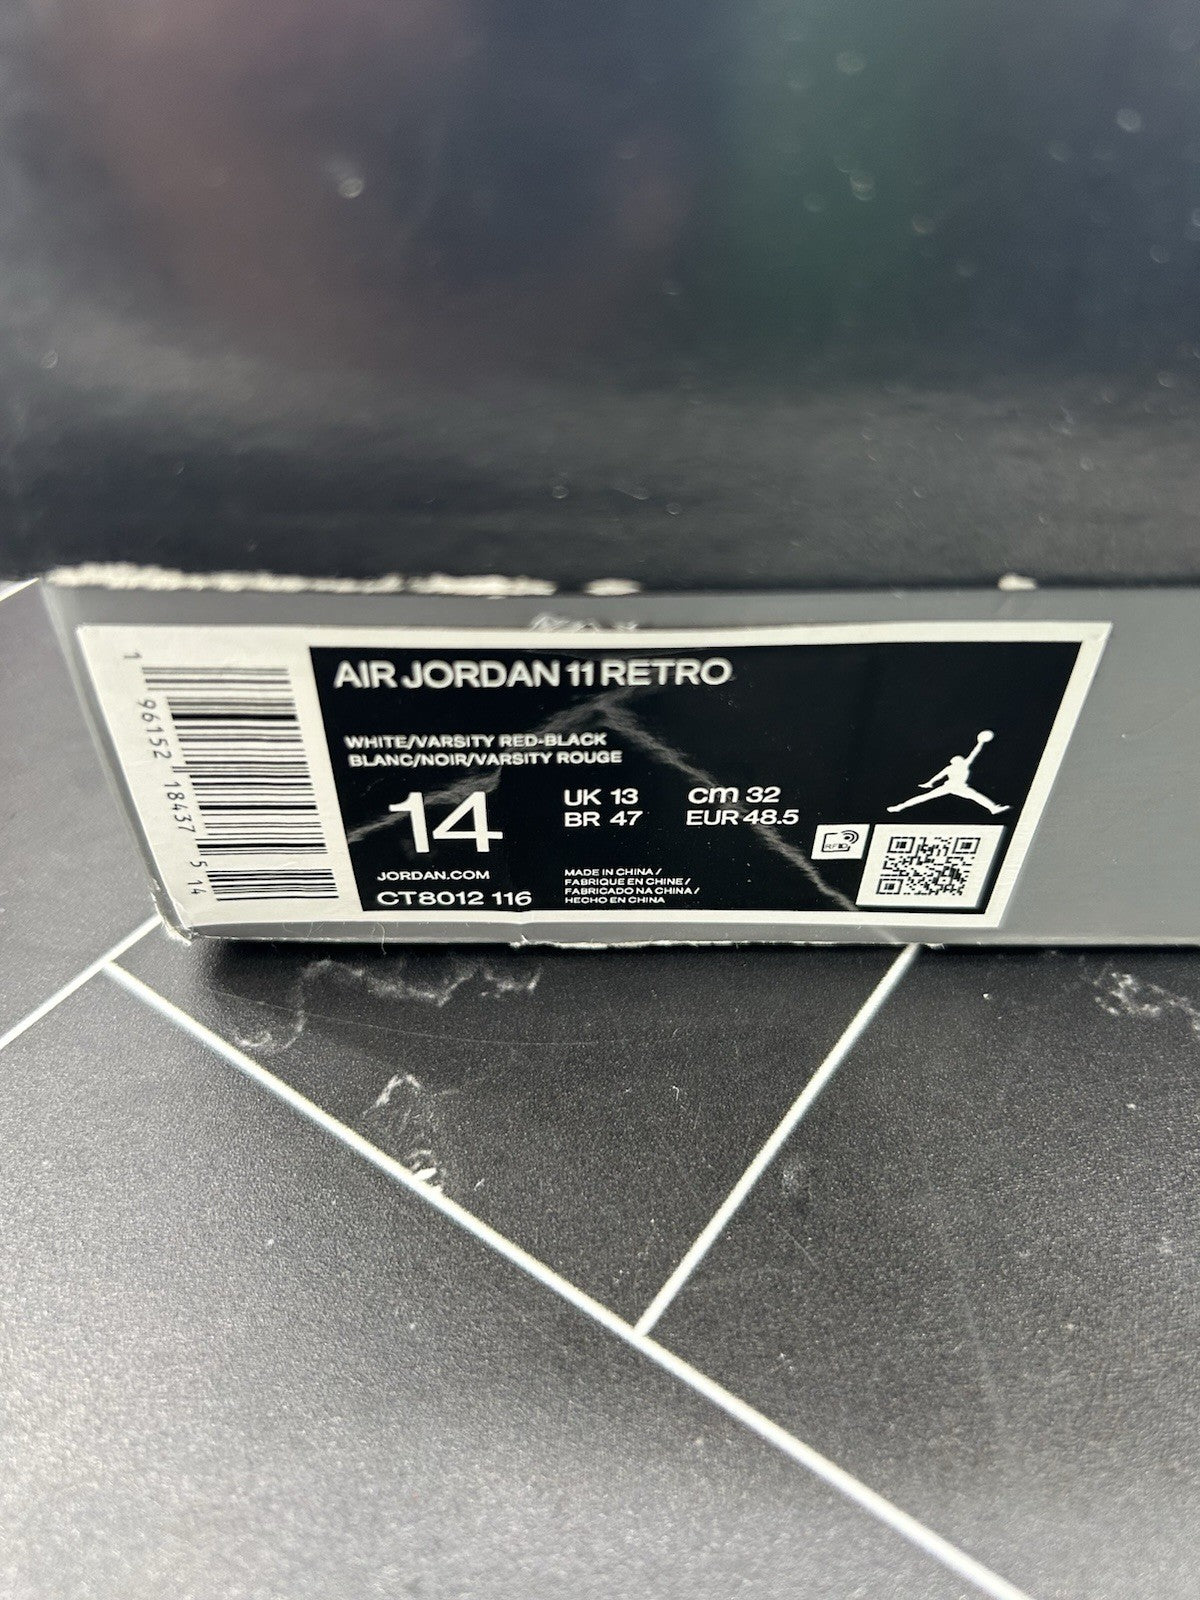 AIR JORDAN 11 RETRO
WHITE/VARSITY RED-BLACK
BLANC/NOIR/VARSITY ROUGE
14
UK 13 cm 32
BR 47 EUR 48.5
JORDAN.COM
CT8012 116
MADE IN CHINA /
FABRIQUE EN CHINE /
FABRICADO NA CHINA /
HECHO EN CHINA
RFID
1 96152 18437 5 14